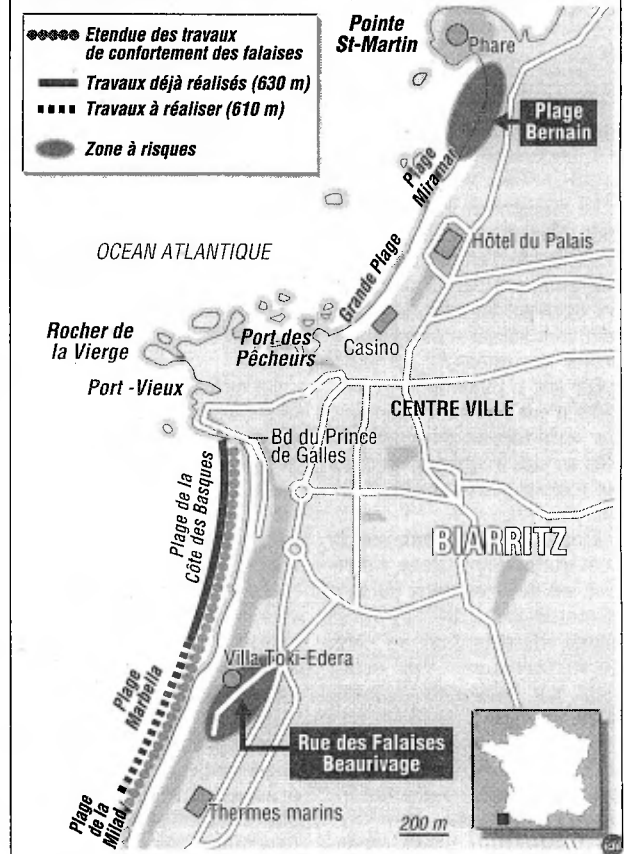 Etendue des travaux
de confortement des falaises
Travaux déjà réalisés (630 m)
Travaux à réaliser (610 m)
Zone à risques
Pointe
St-Martin
Phare
Plage
Bernain
Plage
Miramar
Hôtel du Palais
OCEAN ATLANTIQUE
Grande Plage
Rocher de
la Vierge
Port des
Pêcheurs
Casino
Port -Vieux
CENTRE VILLE
Bd du Prince
de Galles
Plage de la
Côte des Basques
BIARRITZ
Villa Toki-Edera
Plage
Marbella
Rue des Falaises
Beaurivage
Plage
de la
Milad
Thermes marins
200 m